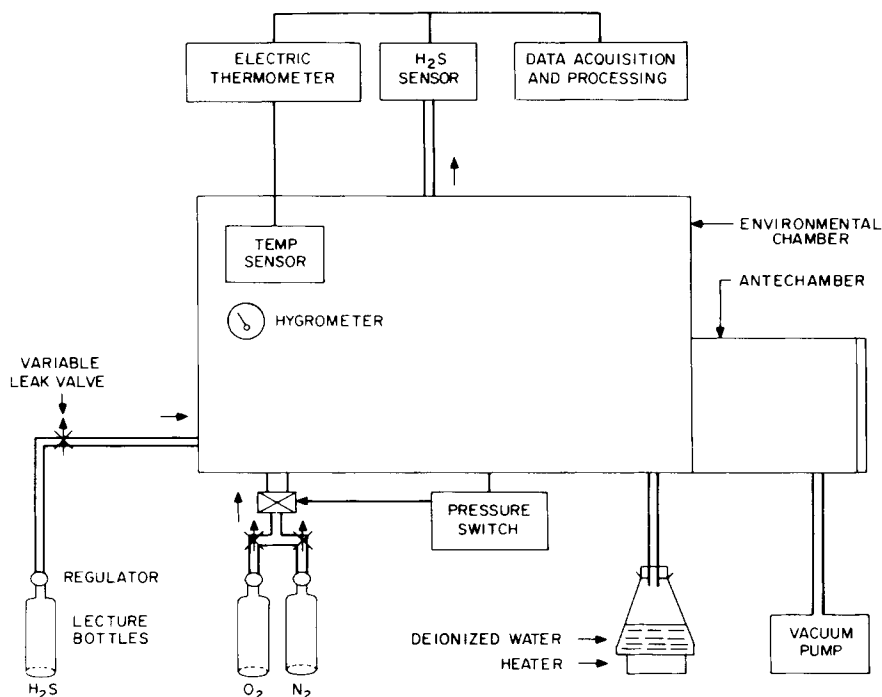 ELECTRIC
THERMOMETER
H₂S
SENSOR
DATA ACQUISITION
AND PROCESSING
TEMP
SENSOR
ENVIRONMENTAL
CHAMBER
ANTECHAMBER
HYGROMETER
VARIABLE
LEAK VALVE
PRESSURE
SWITCH
REGULATOR
LECTURE
BOTTLES
DEIONIZED WATER
HEATER
VACUUM
PUMP
H₂S
O₂
N₂